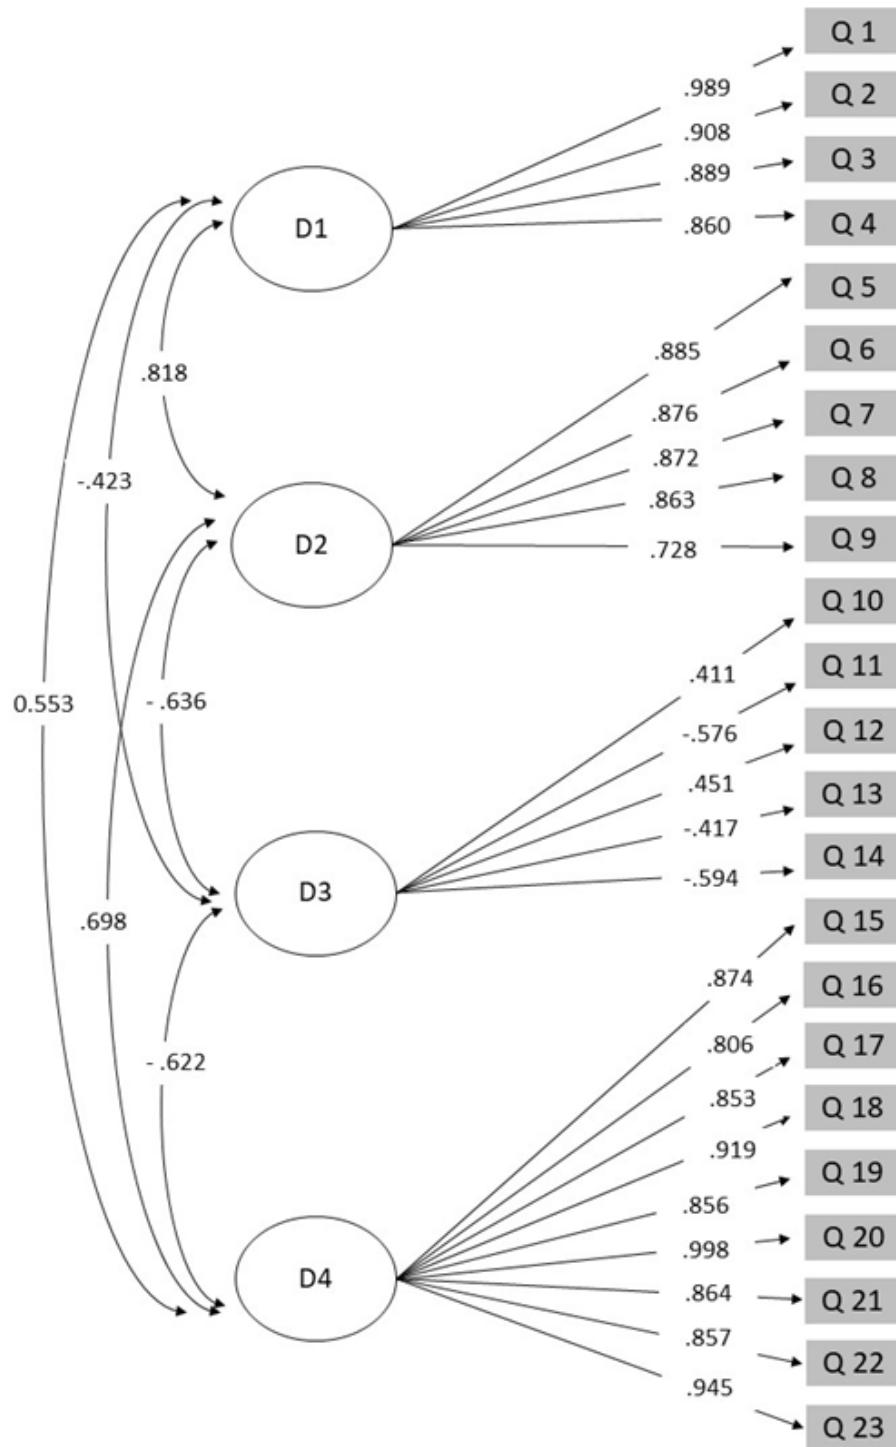 Q 1
.989
Q 2
.908
Q 3
.889
Q 4
.860
D1
Q 5
.885
Q 6
.876
Q 7
.872
Q 8
.863
Q 9
.728
.818
-.423
D2
Q 10
.411
Q 11
-.576
Q 12
.451
Q 13
-.417
Q 14
-.594
0.553
-.636
D3
.698
Q 15
.874
Q 16
.806
Q 17
.853
Q 18
.919
Q 19
.856
Q 20
.998
Q 21
.864
Q 22
.857
Q 23
.945
-.622
D4